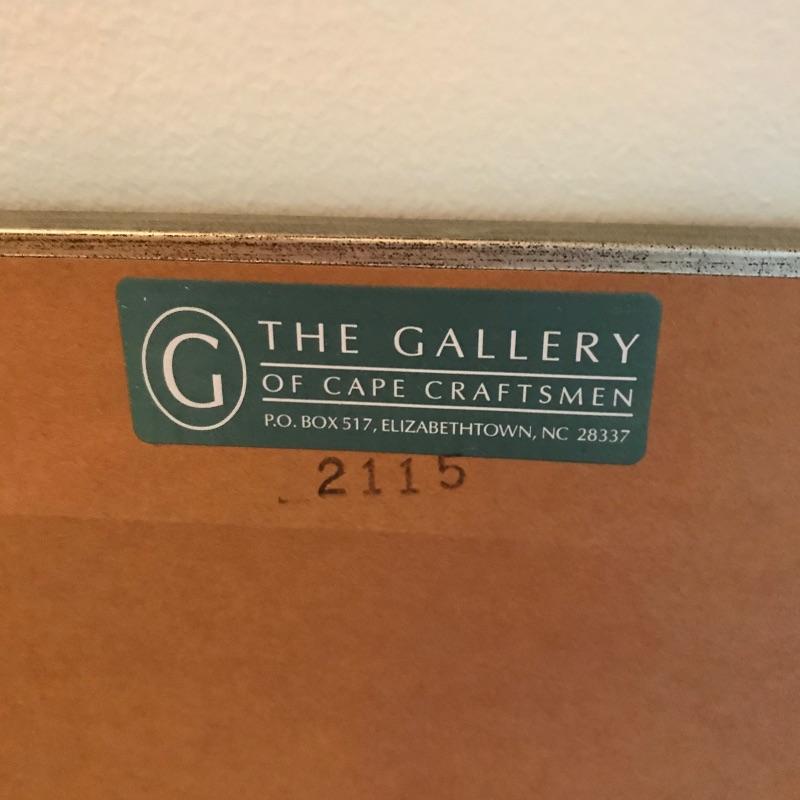 G
THE GALLERY
OF CAPE CRAFTSMEN
P.O. BOX 517, ELIZABETHTOWN, NC 28337
2115